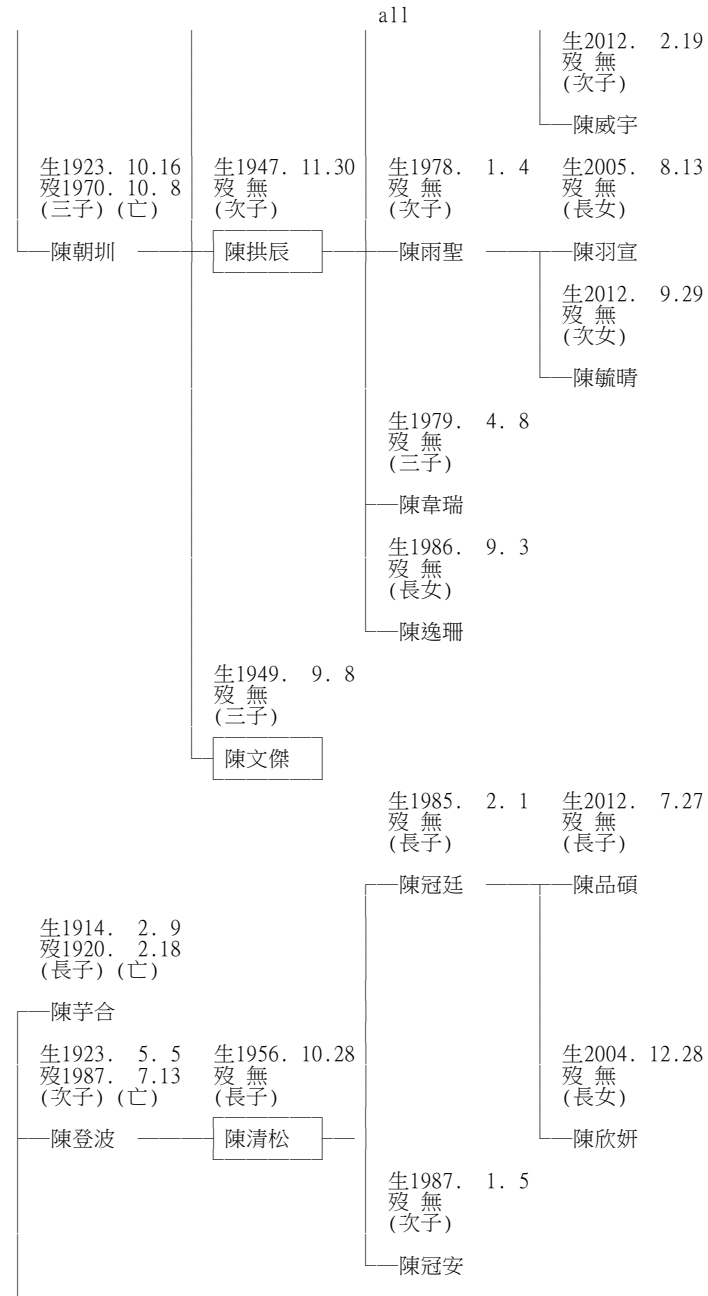 all
生2012. 2.19
歿 無
(次子)
陳威宇
生1923. 10.16 生1947. 11.30 生1978. 1. 4 生2005. 8.13
歿1970. 10. 8 歿 無 歿 無 歿 無
(三子) (亡) (次子) (次子) (長女)
陳朝圳 陳拱辰 陳雨聖 陳羽宣
生2012. 9.29
歿 無
(次女)
陳毓晴
生1979. 4. 8
歿 無
(三子)
陳韋瑞
生1986. 9. 3
歿 無
(長女)
陳逸珊
生1949. 9. 8
歿 無
(三子)
陳文傑
生1985. 2. 1 生2012. 7.27
歿 無 歿 無
(長子) (長子)
陳冠廷 陳品碩
生1914. 2. 9
歿1920. 2.18
(長子) (亡)
陳芋合
生1923. 5. 5 生1956. 10.28 生2004. 12.28
歿1987. 7.13 歿 無 歿 無
(次子) (亡) (長子) (長女)
陳登波 陳清松 陳欣妍
生1987. 1. 5
歿 無
(次子)
陳冠安